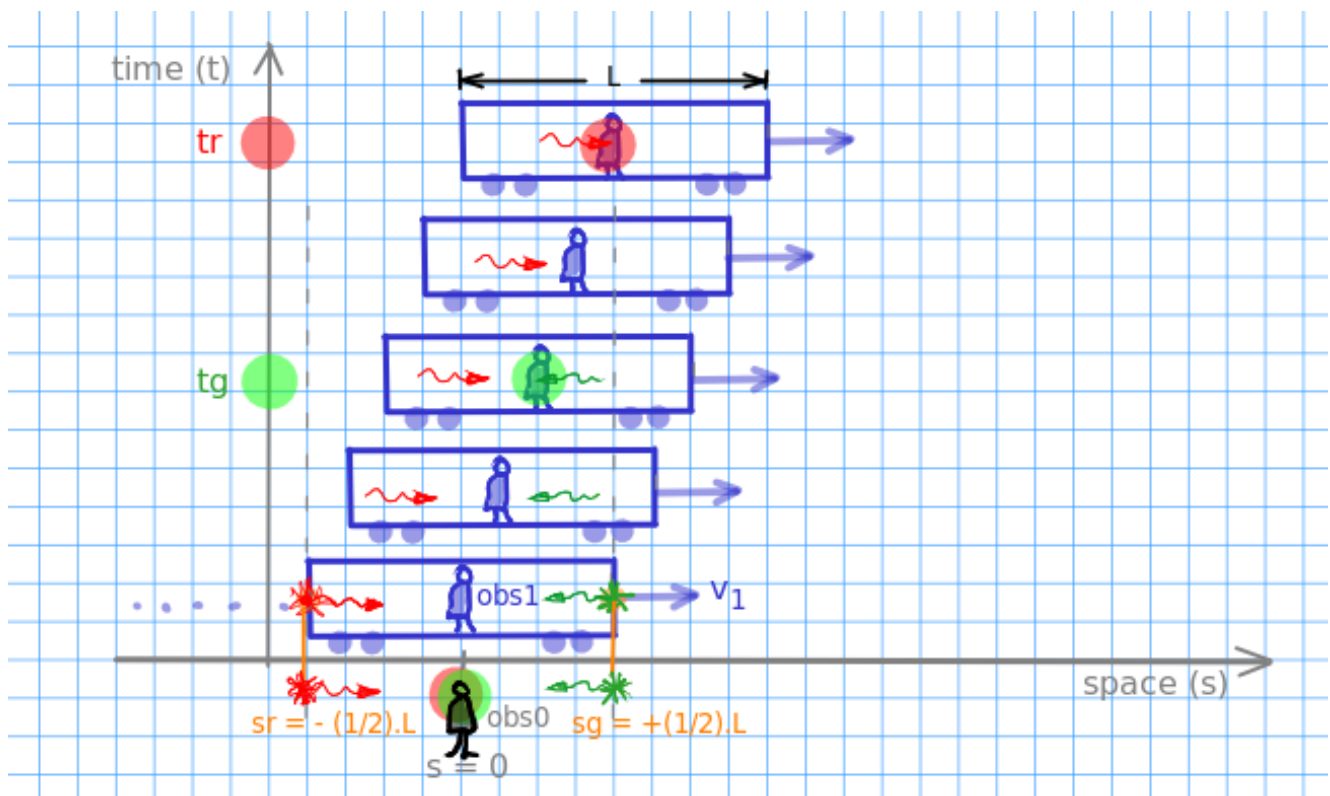 time (t)
L
tr
tg
obs1
v1
space (s)
sr = - (1/2).L
obs0
sg = +(1/2).L
s = 0